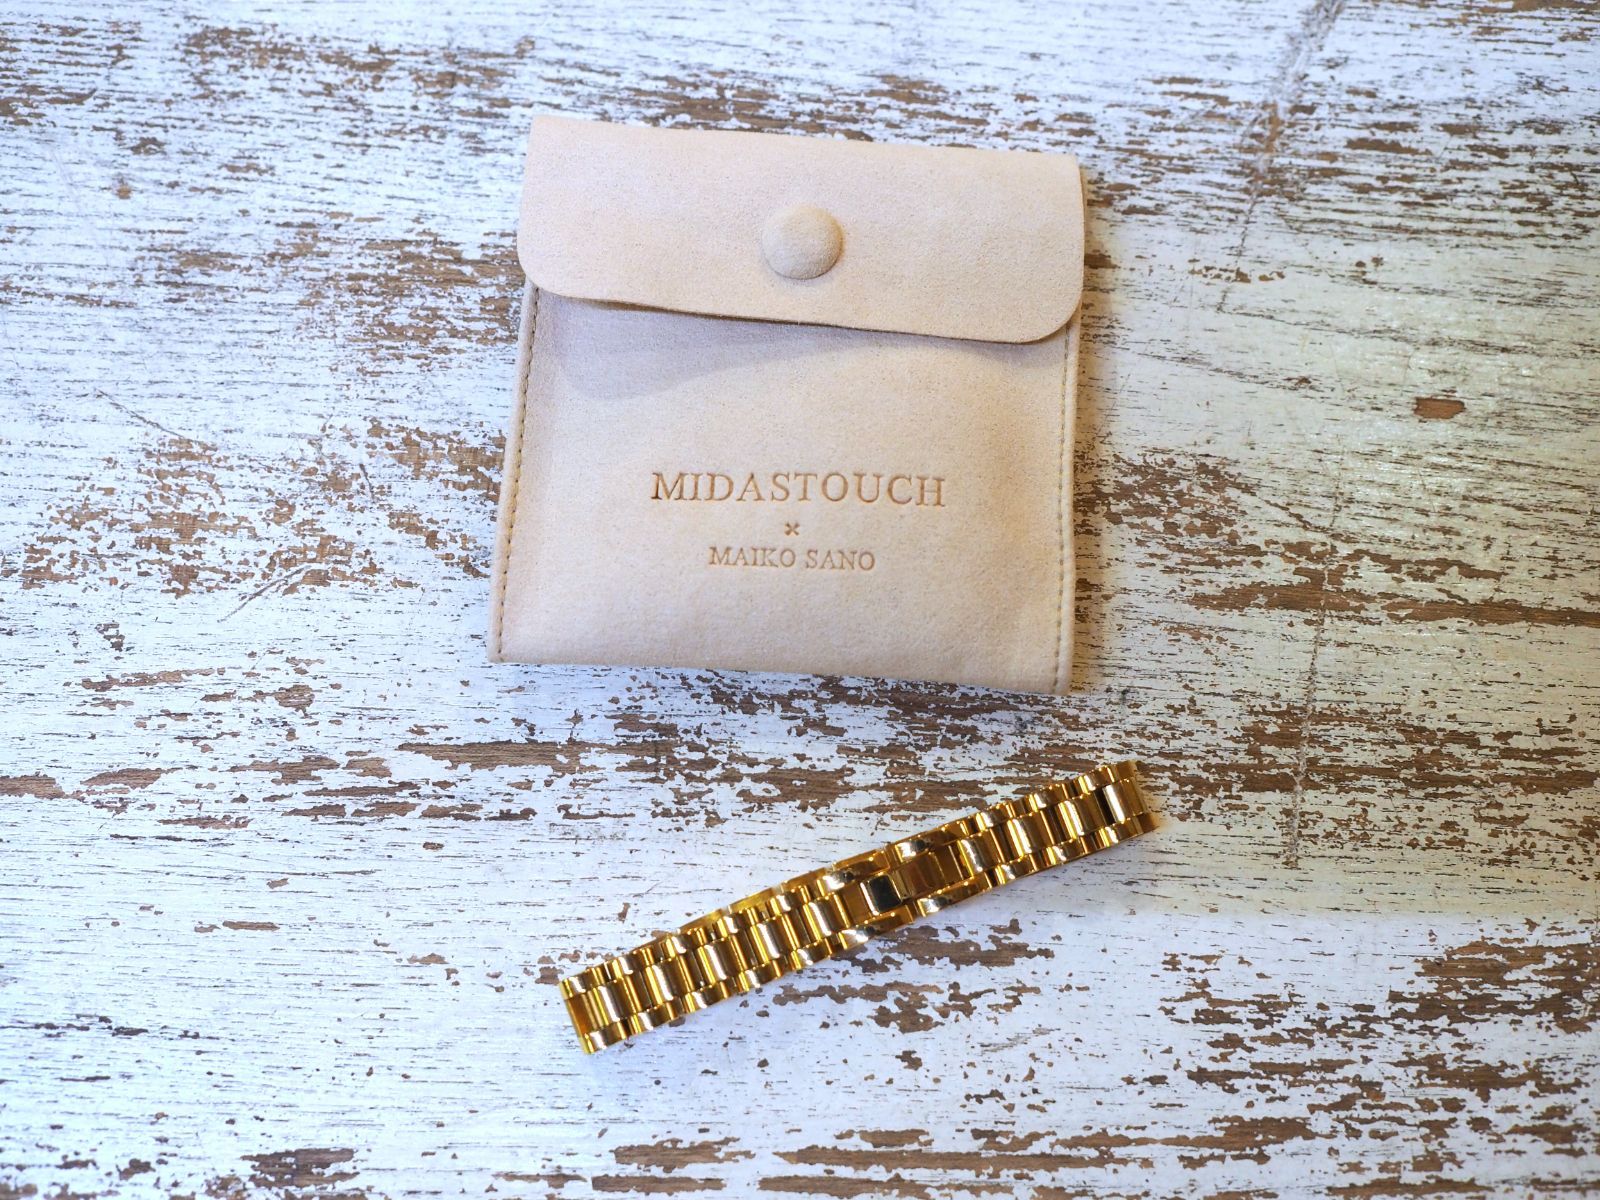 MIDASTOUCH
×
MAIKO SANO